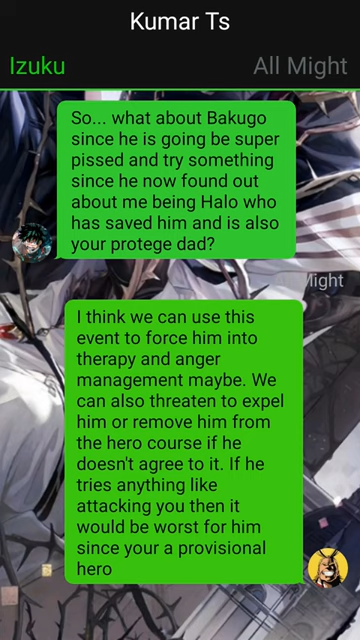 Kumar Ts
Izuku
All Might
So... what about Bakugo
since he is going be super
pissed and try something
since he now found out
about me being Halo who
has saved him and is also
your protege dad?
Might
I think we can use this
event to force him into
therapy and anger
management maybe. We
can also threaten to expel
him or remove him from
the hero course if he
doesn't agree to it. If he
tries anything like
attacking you then it
would be worst for him
since your a provisional
hero